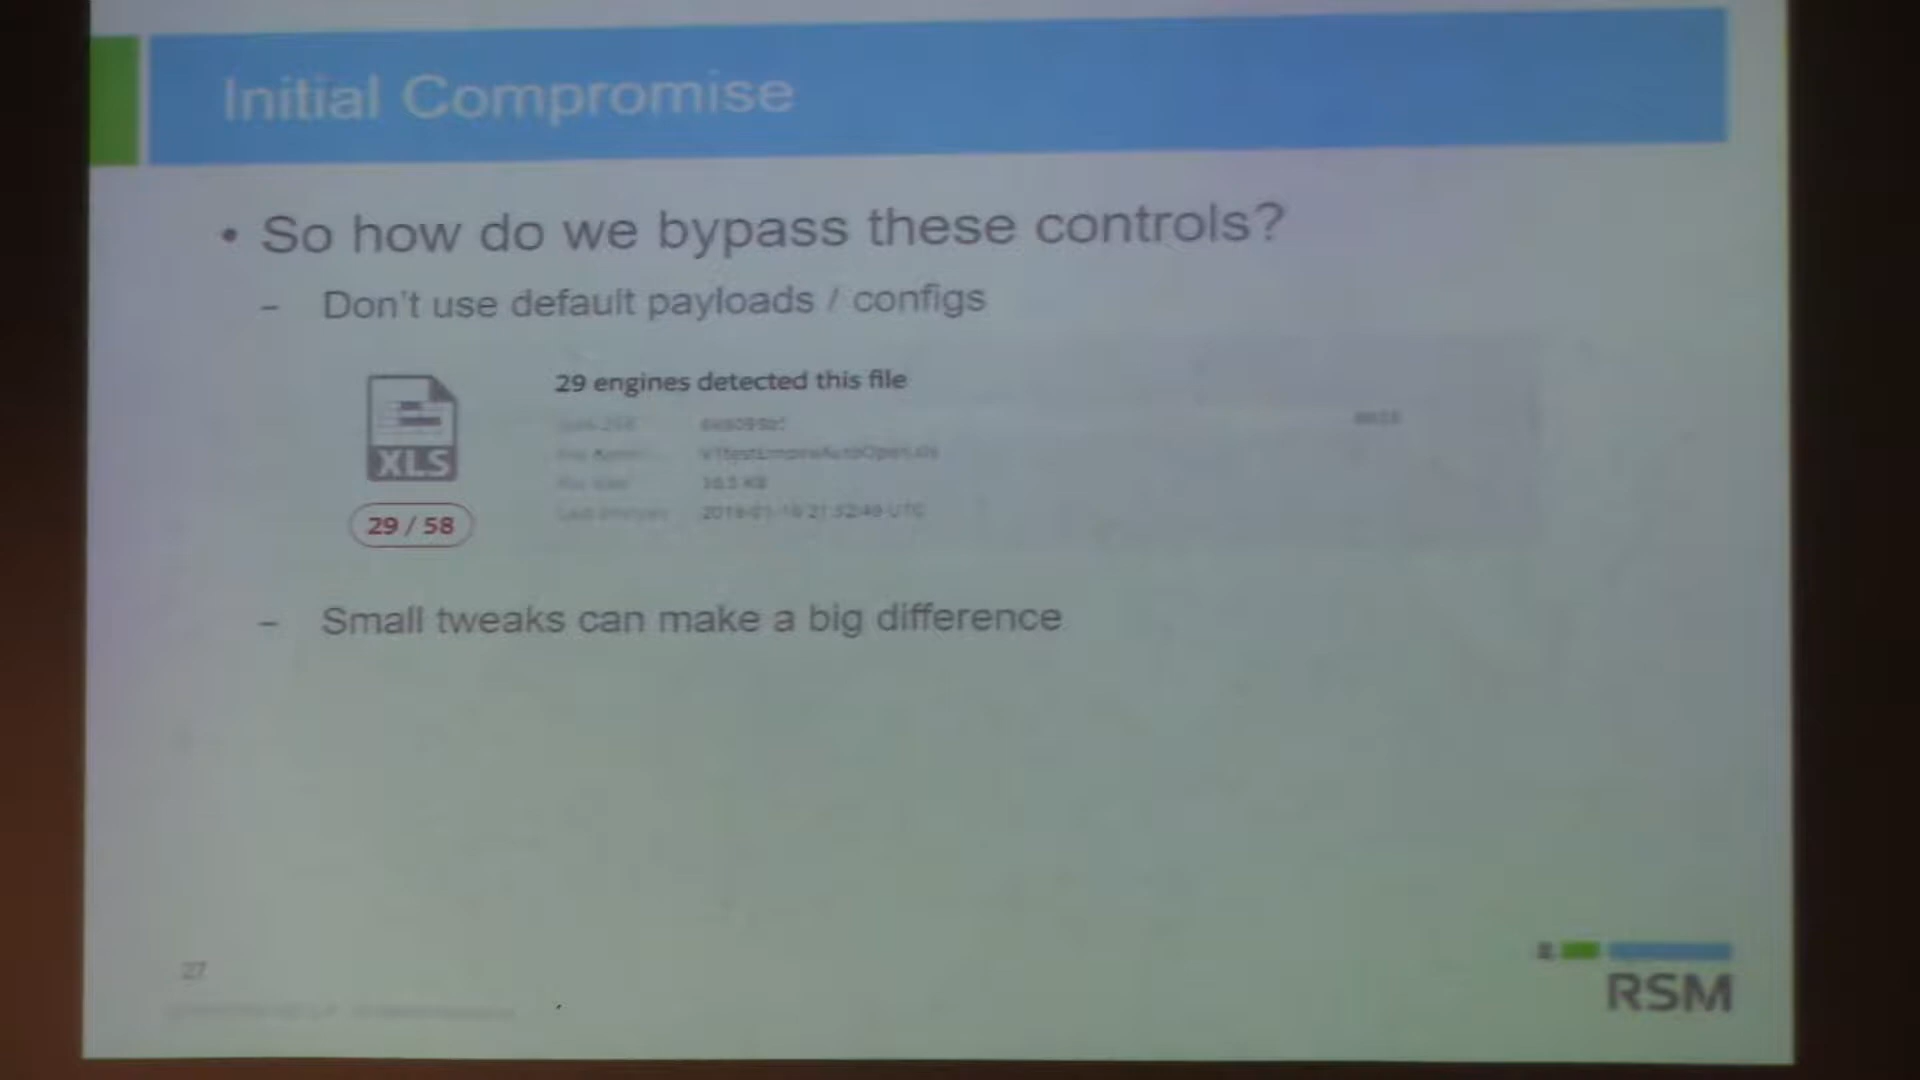 Initial Compromise
• So how do we bypass these controls?
– Don't use default payloads / configs
29 engines detected this file
XLS
29 / 58
– Small tweaks can make a big difference
27
RSM